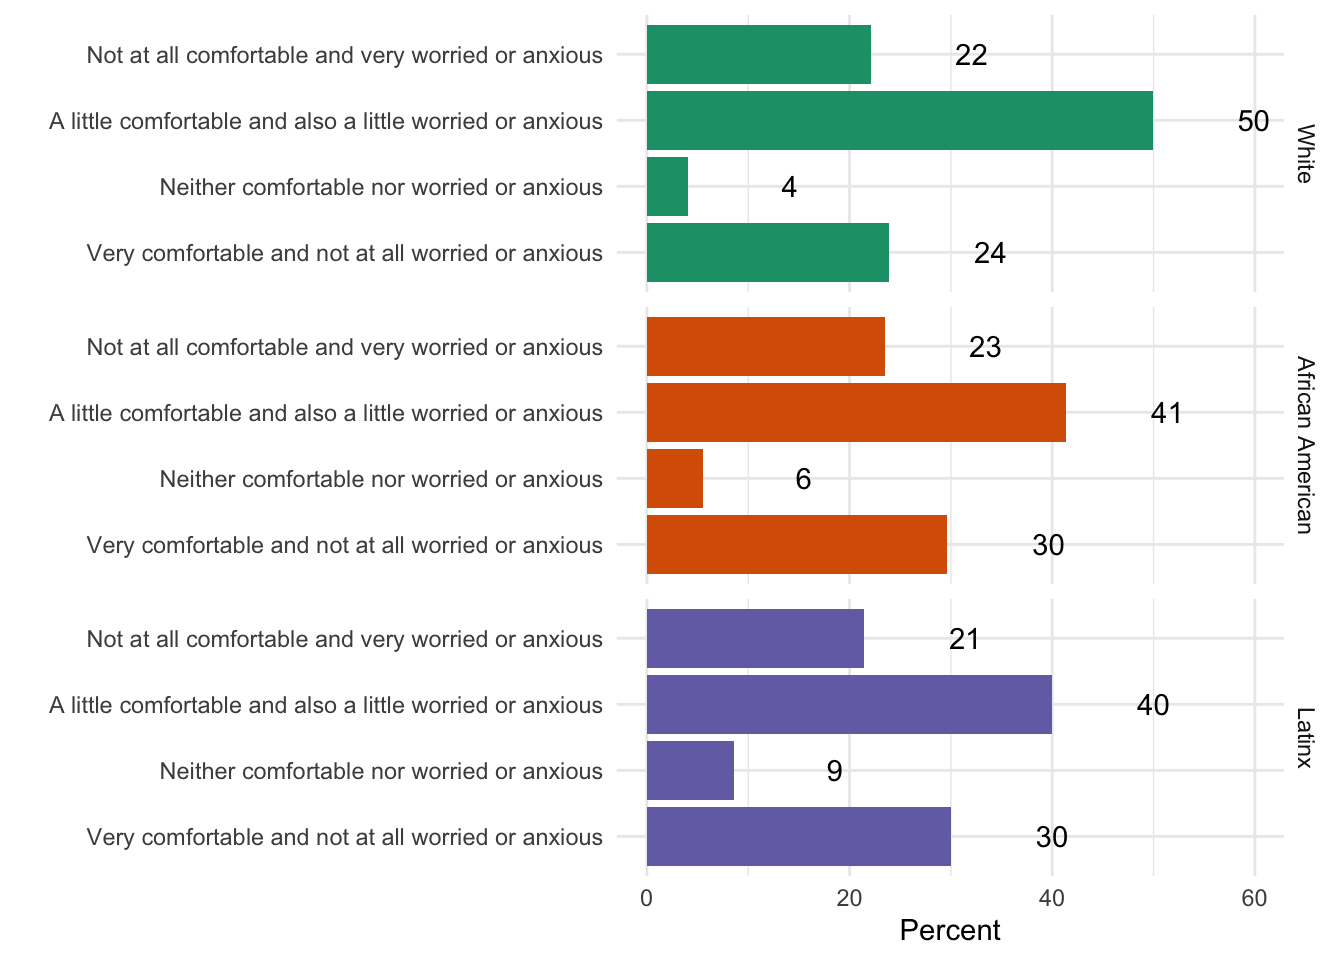 Not at all comfortable and very worried or anxious 22
A little comfortable and also a little worried or anxious 50
Neither comfortable nor worried or anxious 4
Very comfortable and not at all worried or anxious 24
White
Not at all comfortable and very worried or anxious 23
A little comfortable and also a little worried or anxious 41
Neither comfortable nor worried or anxious 6
Very comfortable and not at all worried or anxious 30
African American
Not at all comfortable and very worried or anxious 21
A little comfortable and also a little worried or anxious 40
Neither comfortable nor worried or anxious 9
Very comfortable and not at all worried or anxious 30
Latinx
0 20 40 60
Percent